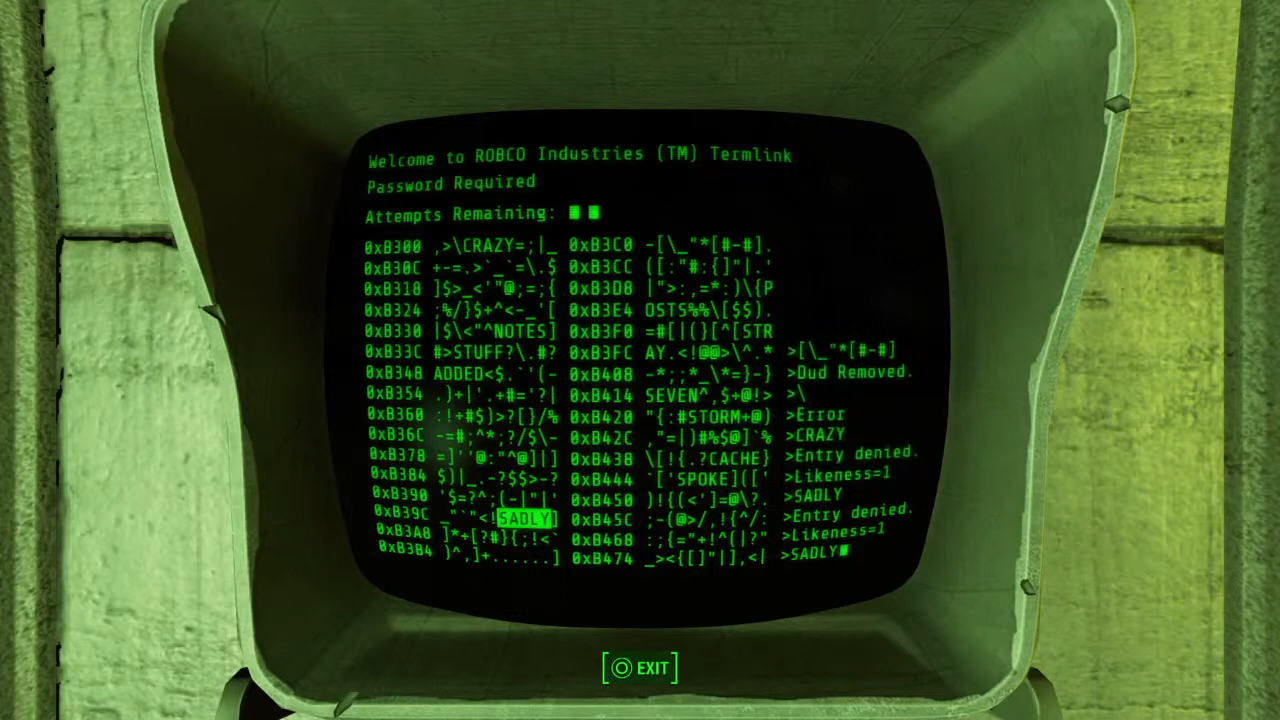 Welcome to ROBCO Industries (TM) Termlink
Password Required
Attempts Remaining: ■ ■
0xB300 ,>\CRAZY=;|_ 0xB3C0 -[\_"*[#-#].
0xB30C +-=.>`_`=\.$ 0xB3CC ([:"#:{]"|.'
0xB318 ]$>_<'"@;=;{ 0xB3D8 |">:,=*:)\{P
0xB324 ;%/}$+^<-_'[ 0xB3E4 OSTS%%\[$$).
0xB330 |$\<"^NOTES] 0xB3F0 =#[|(}[^[STR
0xB33C #>STUFF?\.#? 0xB3FC AY.<!@@>\^.* >[\_"*[#-#]
0xB348 ADDED<$.`'(- 0xB408 -*;;*_\*=}-} >Dud Removed.
0xB354 .)+|'.+#='?| 0xB414 SEVEN^,$+@!> >\
0xB360 :!+#$)>?[}/% 0xB420 "{:#STORM+@) >Error
0xB36C -=#;^*;?/$\- 0xB42C ,"=|)#%$@]`% >CRAZY
0xB378 =]''@:"^@]|] 0xB438 \[!{.?CACHE} >Entry denied.
0xB384 $)|_.-?$$>-? 0xB444 `['SPOKE]([' >Likeness=1
0xB390 '$=?^;(-|"|' 0xB450 )!{(<']=@\?. >SADLY
0xB39C _"`"<!SADLY] 0xB45C ;-(@>/,!{^/: >Entry denied.
0xB3A8 ]*+[?#}{;!<` 0xB468 :;{="+!^(|?" >Likeness=1
0xB3B4 )^,]+......] 0xB474 _><{[]"|],<| >SADLY■
[◎ EXIT]